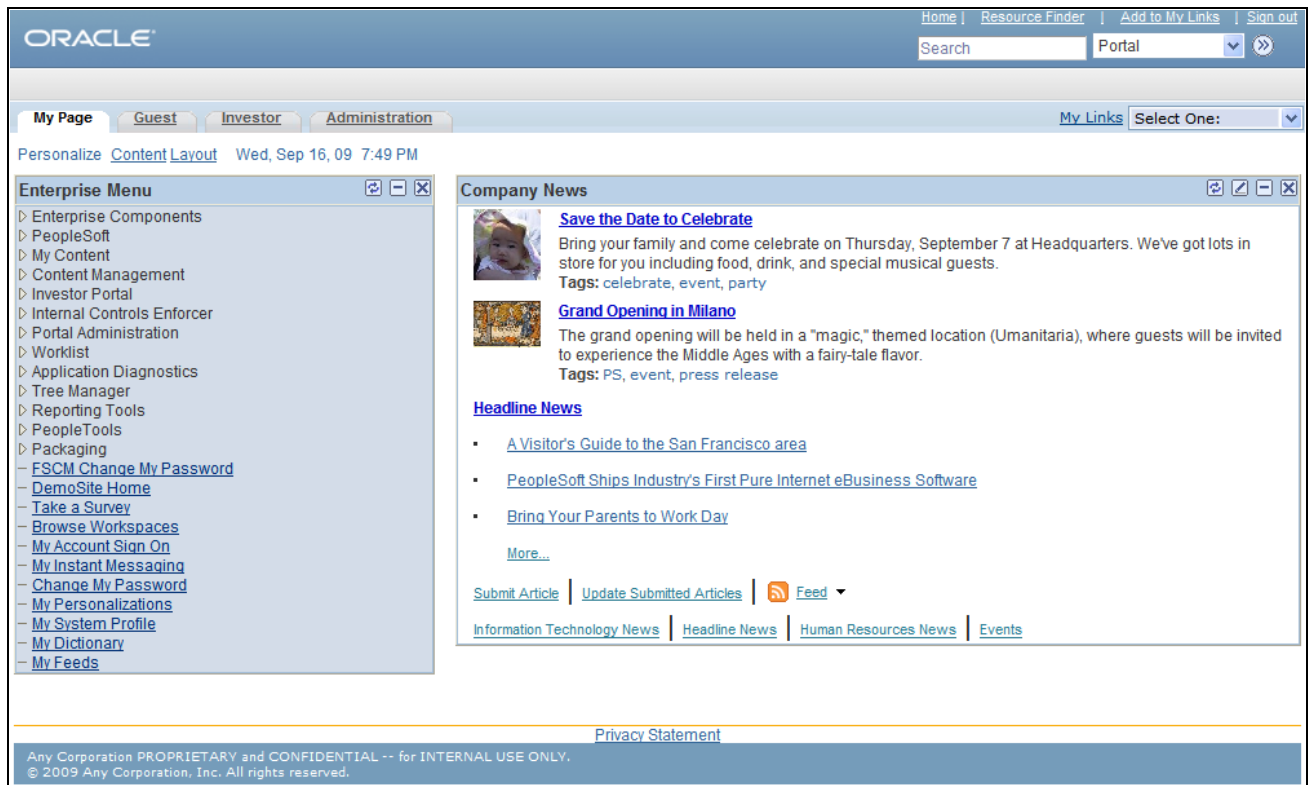 Home | Resource Finder | Add to My Links | Sign out
ORACLE
Search Portal
My Page Guest Investor Administration My Links Select One:
Personalize Content Layout Wed, Sep 16, 09 7:49 PM
Enterprise Menu
Enterprise Components
PeopleSoft
My Content
Content Management
Investor Portal
Internal Controls Enforcer
Portal Administration
Worklist
Application Diagnostics
Tree Manager
Reporting Tools
PeopleTools
Packaging
FSCM Change My Password
DemoSite Home
Take a Survey
Browse Workspaces
My Account Sign On
My Instant Messaging
Change My Password
My Personalizations
My System Profile
My Dictionary
My Feeds
Company News
Save the Date to Celebrate
Bring your family and come celebrate on Thursday, September 7 at Headquarters. We've got lots in
store for you including food, drink, and special musical guests.
Tags: celebrate, event, party
Grand Opening in Milano
The grand opening will be held in a "magic," themed location (Umanitaria), where guests will be invited
to experience the Middle Ages with a fairy-tale flavor.
Tags: PS, event, press release
Headline News
A Visitor's Guide to the San Francisco area
PeopleSoft Ships Industry's First Pure Internet eBusiness Software
Bring Your Parents to Work Day
More...
Submit Article | Update Submitted Articles | Feed
Information Technology News | Headline News | Human Resources News | Events
Privacy Statement
Any Corporation PROPRIETARY and CONFIDENTIAL -- for INTERNAL USE ONLY.
© 2009 Any Corporation, Inc. All rights reserved.